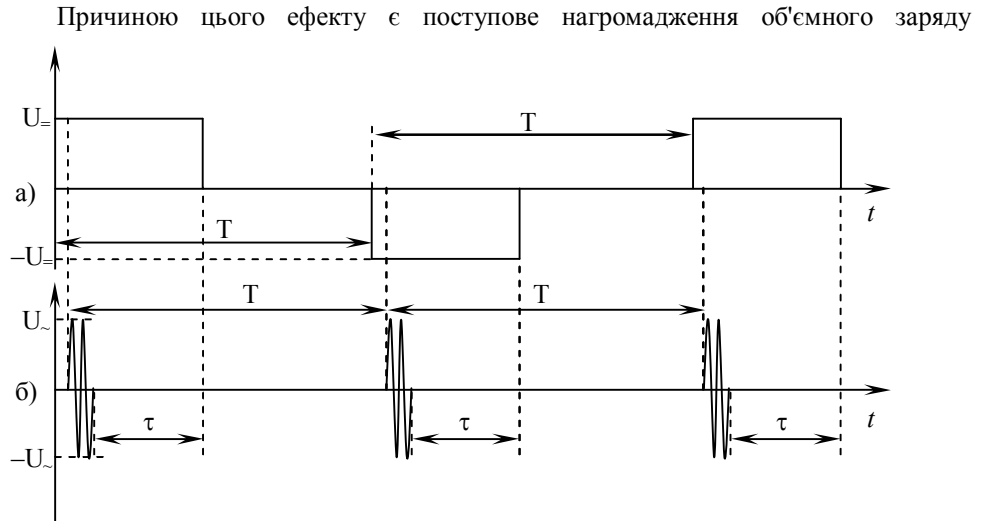 Причиною цього ефекту є поступове нагромадження об'ємного заряду
U=
T
а)
t
T
–U=
T
T
U~
б)
τ
τ
τ
t
–U~